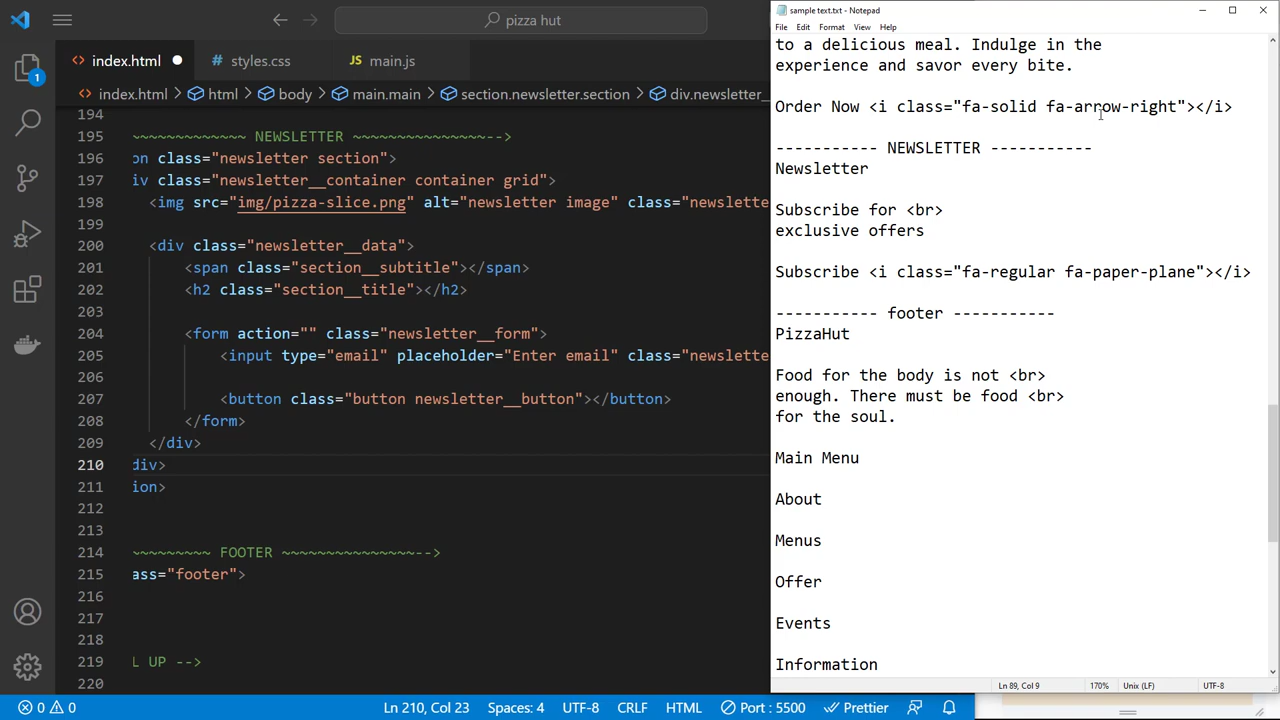 pizza hut
index.html
styles.css
main.js
index.html > html > body > main.main > section.newsletter.section > div.newsletter_
194
195 ~~~~~~~~~~~~~~ NEWSLETTER ~~~~~~~~~~~~~~~-->
196 on class="newsletter section">
197 iv class="newsletter__container container grid">
198 <img src="img/pizza-slice.png" alt="newsletter image" class="newslette
199
200 <div class="newsletter__data">
201 <span class="section__subtitle"></span>
202 <h2 class="section__title"></h2>
203
204 <form action="" class="newsletter__form">
205 <input type="email" placeholder="Enter email" class="newslette
206
207 <button class="button newsletter__button"></button>
208 </form>
209 </div>
210 div>
211 ion>
212
213
214 ~~~~~~~~~ FOOTER ~~~~~~~~~~~~~~~-->
215 ass="footer">
216
217
218
219 L UP -->
220
1
0 0
Ln 210, Col 23
Spaces: 4
UTF-8
CRLF
HTML
Port : 5500
Prettier
sample text.txt - Notepad
File Edit Format View Help
to a delicious meal. Indulge in the
experience and savor every bite.
Order Now <i class="fa-solid fa-arrow-right"></i>
----------- NEWSLETTER -----------
Newsletter
Subscribe for <br>
exclusive offers
Subscribe <i class="fa-regular fa-paper-plane"></i>
----------- footer -----------
PizzaHut
Food for the body is not <br>
enough. There must be food <br>
for the soul.
Main Menu
About
Menus
Offer
Events
Information
Ln 89, Col 9
170%
Unix (LF)
UTF-8